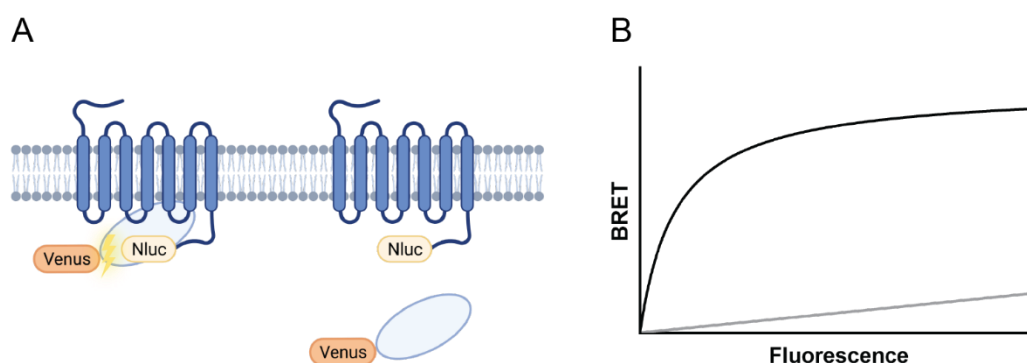 A
Venus
Nluc
Nluc
Venus
B
BRET
Fluorescence